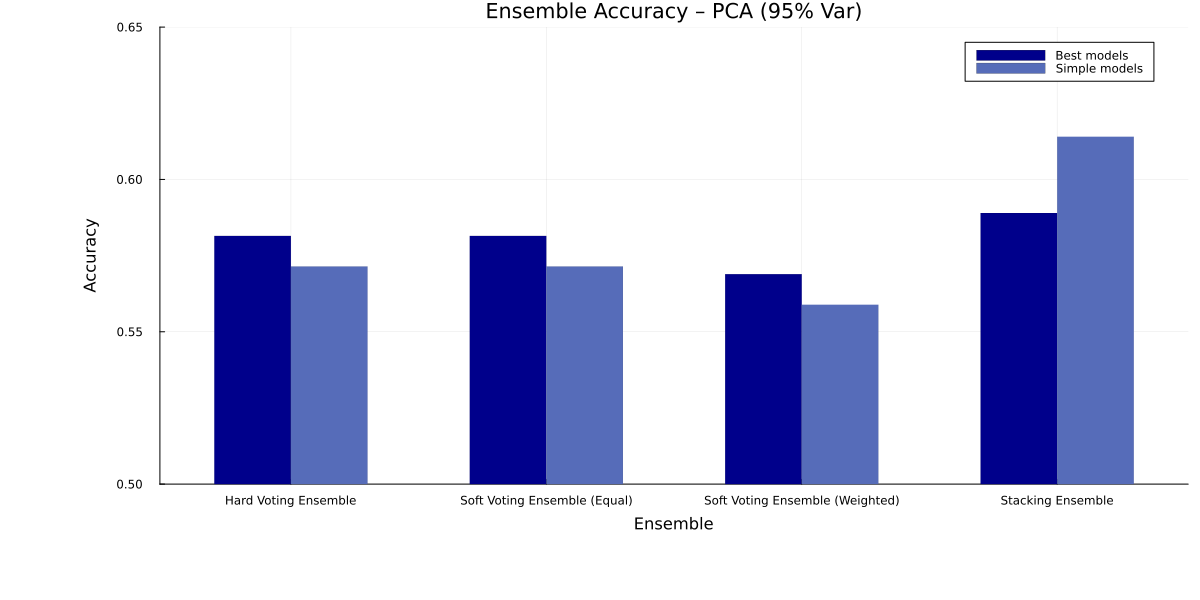 Ensemble Accuracy – PCA (95% Var)
Best models
Simple models
0.65
0.60
0.55
0.50
Accuracy
Hard Voting Ensemble
Soft Voting Ensemble (Equal)
Soft Voting Ensemble (Weighted)
Stacking Ensemble
Ensemble